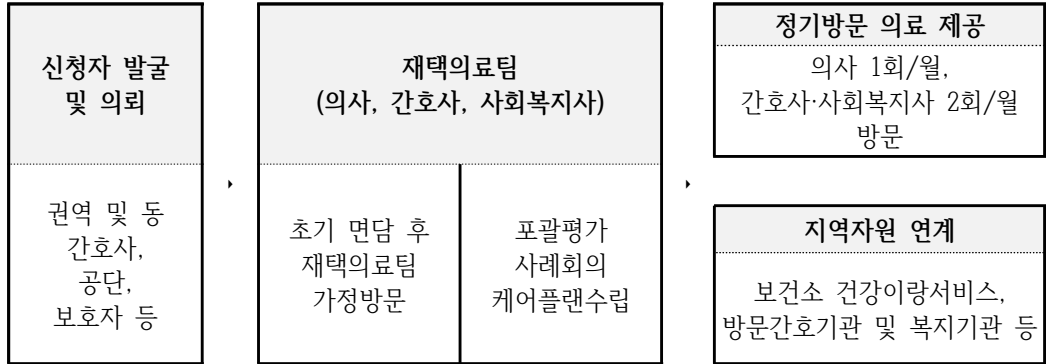 신청자 발굴
및 의뢰
권역 및 동
간호사,
공단,
보호자 등
재택의료팀
(의사, 간호사, 사회복지사)
초기 면담 후
재택의료팀
가정방문
포괄평가
사례회의
케어플랜수립
정기방문 의료 제공
의사 1회/월,
간호사·사회복지사 2회/월
방문
지역자원 연계
보건소 건강이랑서비스,
방문간호기관 및 복지기관 등